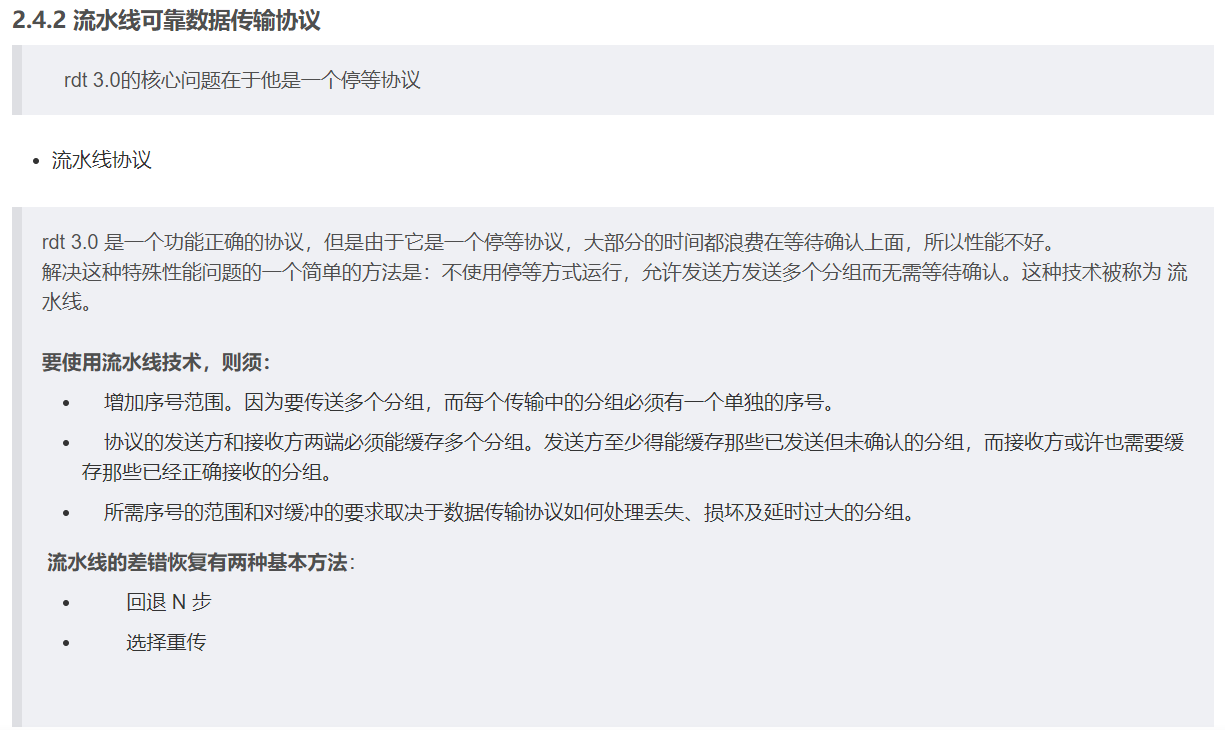 2.4.2 流水线可靠数据传输协议
rdt 3.0的核心问题在于他是一个停等协议
流水线协议
rdt 3.0 是一个功能正确的协议，但是由于它是一个停等协议，大部分的时间都浪费在等待确认上面，所以性能不好。
解决这种特殊性能问题的一个简单的方法是：不使用停等方式运行，允许发送方发送多个分组而无需等待确认。这种技术被称为 流
水线。
要使用流水线技术，则须：
增加序号范围。因为要传送多个分组，而每个传输中的分组必须有一个单独的序号。
协议的发送方和接收方两端必须能缓存多个分组。发送方至少得能缓存那些已发送但未确认的分组，而接收方或许也需要缓
存那些已经正确接收的分组。
所需序号的范围和对缓冲的要求取决于数据传输协议如何处理丢失、损坏及延时过大的分组。
流水线的差错恢复有两种基本方法：
回退 N 步
选择重传